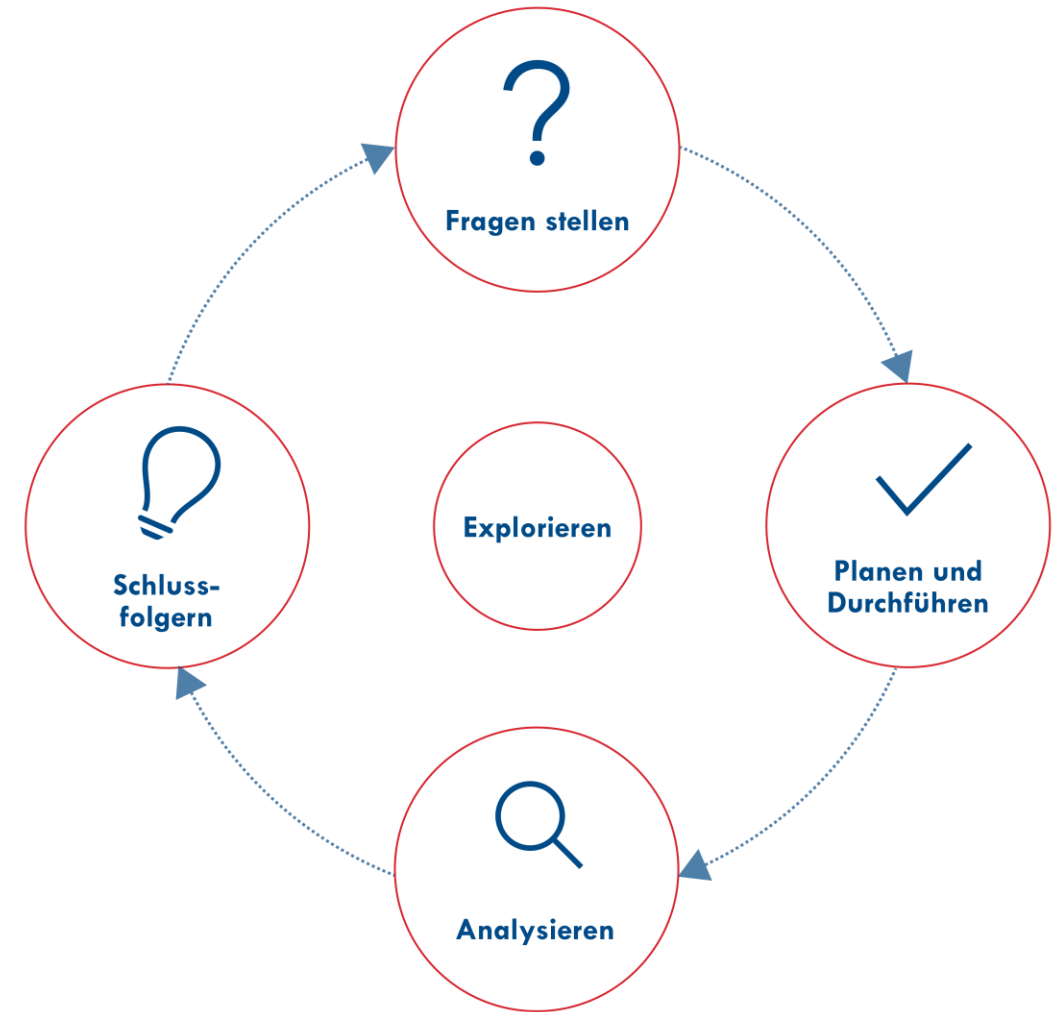 ?
Fragen stellen
Planen und
Durchführen
Analysieren
Schluss-
folgern
Explorieren